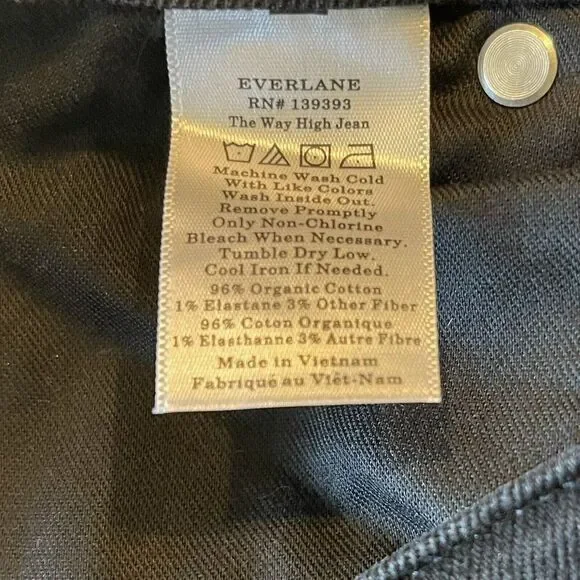 EVERLANE
RN# 139393
The Way High Jean
Machine Wash Cold
With Like Colors
Wash Inside Out.
Remove Promptly
Only Non-Chlorine
Bleach When Necessary.
Tumble Dry Low.
Cool Iron If Needed.
96% Organic Cotton
1% Elastane 3% Other Fiber
96% Coton Organique
1% Elasthanne 3% Autre Fibre
Made in Vietnam
Fabriqué au Viêt-Nam